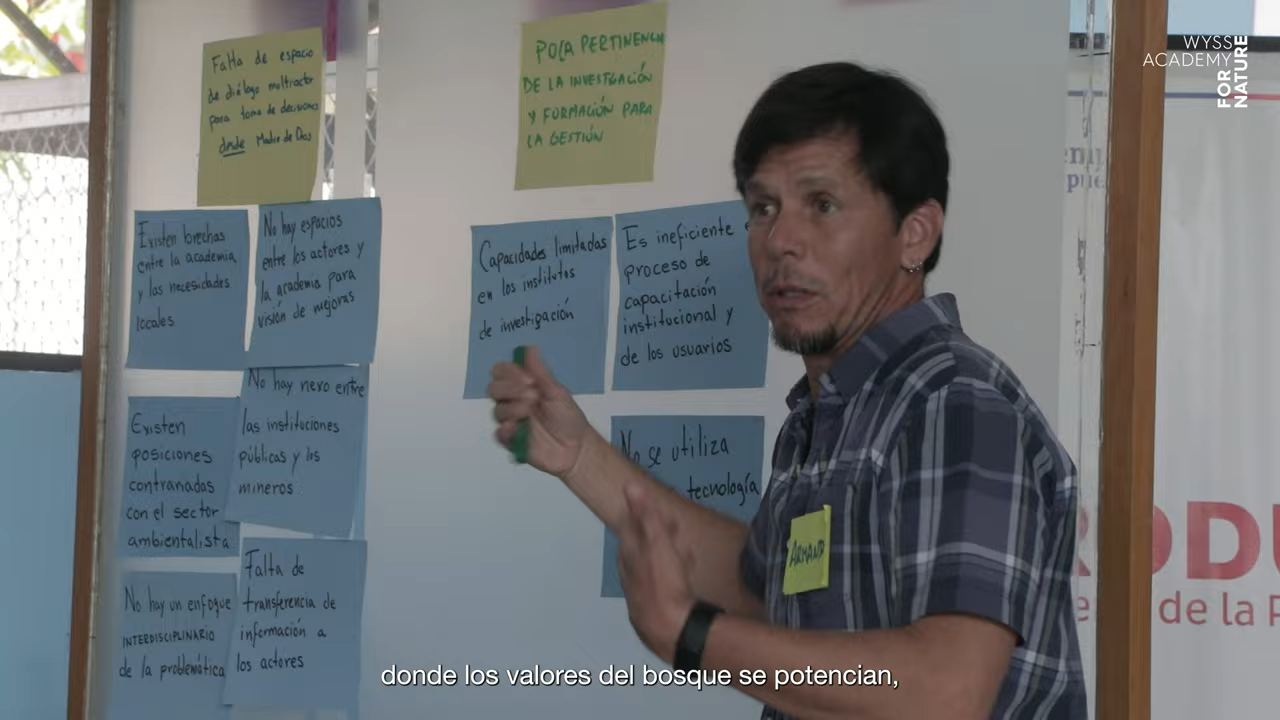 Falta de espacio
de diálogo multiactor
para toma de decisiones
desde Madre de Dios
Existen brechas
entre la academia
y las necesidades
locales
No hay espacios
entre los actores y
la academia para
visión de mejoras
Existen
posiciones
contranadas
con el sector
ambientalista
No hay nexo entre
las instituciones
públicas y los
mineros
No hay un enfoque
INTERDISCIPLINARIO
de la problemática
Falta de
transferencia de
información a
los actores
POCA PERTINENCIA
DE LA INVESTGACIÓN
Y FORMACIÓN PARA
LA GESTIÓN
Capacidades limitadas
en los institutos
de investigación
Es ineficiente
proceso de
capacitación
institucional y
de los usuarios
No se utiliza
tecnología
ARMAND
WYSS
ACADEMY
FOR
NATURE
de la P
donde los valores del bosque se potencian,